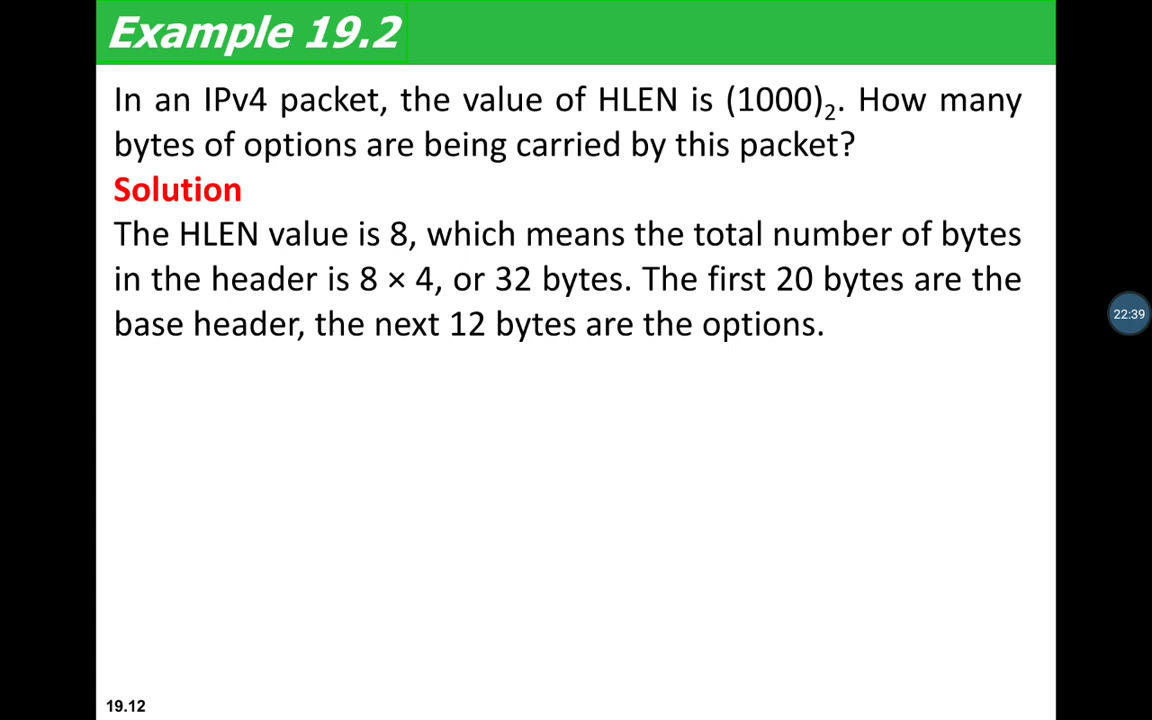 Example 19.2
In an IPv4 packet, the value of HLEN is (1000)₂. How many
bytes of options are being carried by this packet?
Solution
The HLEN value is 8, which means the total number of bytes
in the header is 8 × 4, or 32 bytes. The first 20 bytes are the
base header, the next 12 bytes are the options.
22:39
19.12